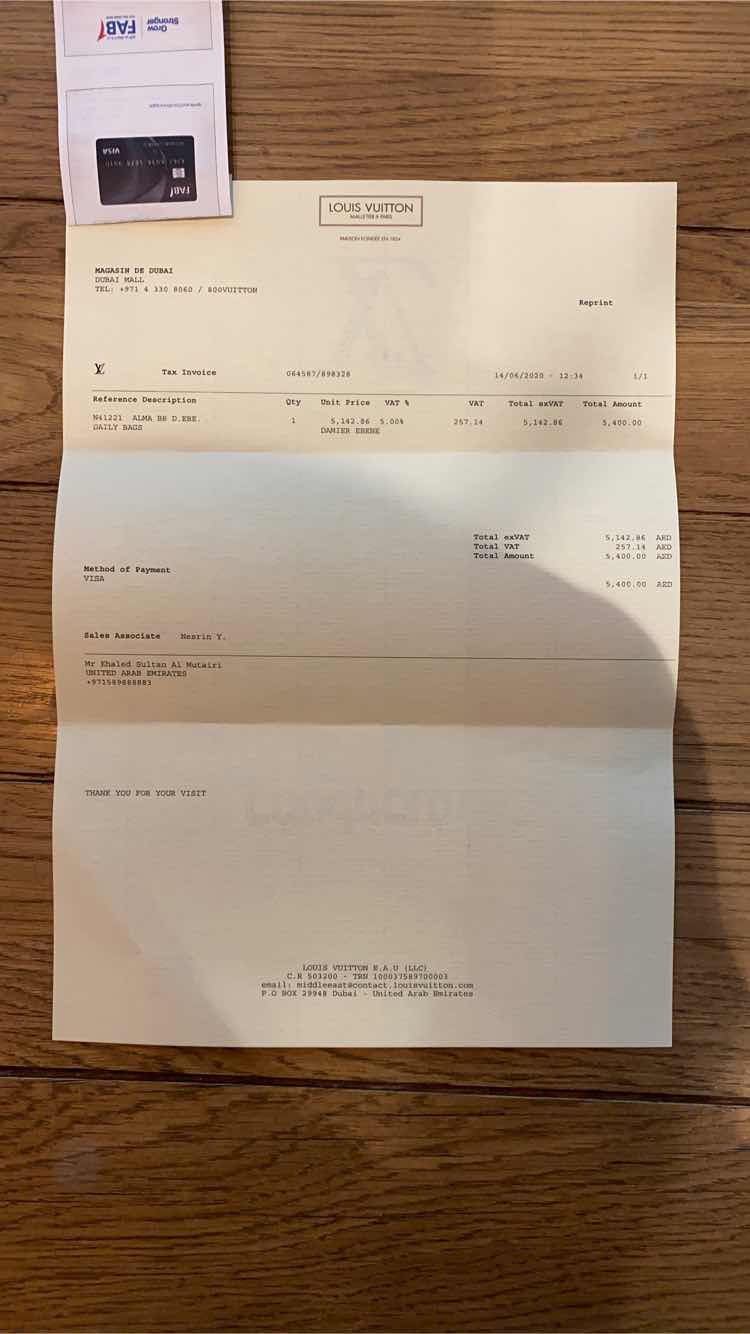 Grow
Stronger
FAB
VISA
FAB
LOUIS VUITTON
MALLETIER A PARIS
MAISON FONDÉE EN 1854
MAGASIN DE DUBAI
DUBAI MALL
TEL: +971 4 330 8060 / 800VUITTON
Reprint
Tax Invoice 064587/898328 14/06/2020 - 12:34 1/1
Reference Description Qty Unit Price VAT % VAT Total exVAT Total Amount
N41221 ALMA BB D.EBE. 1 5,142.86 5.00% 257.14 5,142.86 5,400.00
DAILY BAGS DAMIER EBENE
Total exVAT 5,142.86 AED
Total VAT 257.14 AED
Total Amount 5,400.00 AED
Method of Payment
VISA 5,400.00 AED
Sales Associate Nesrin Y.
Mr Khaled Sultan Al Mutairi
UNITED ARAB EMIRATES
+971589888883
THANK YOU FOR YOUR VISIT
LOUIS VUITTON E.A.U (LLC)
C.R 503200 - TRN 100037589700003
email: middleeast@contact.louisvuitton.com
P.O BOX 29948 Dubai - United Arab Emirates